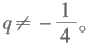 q ≠ −1/4。